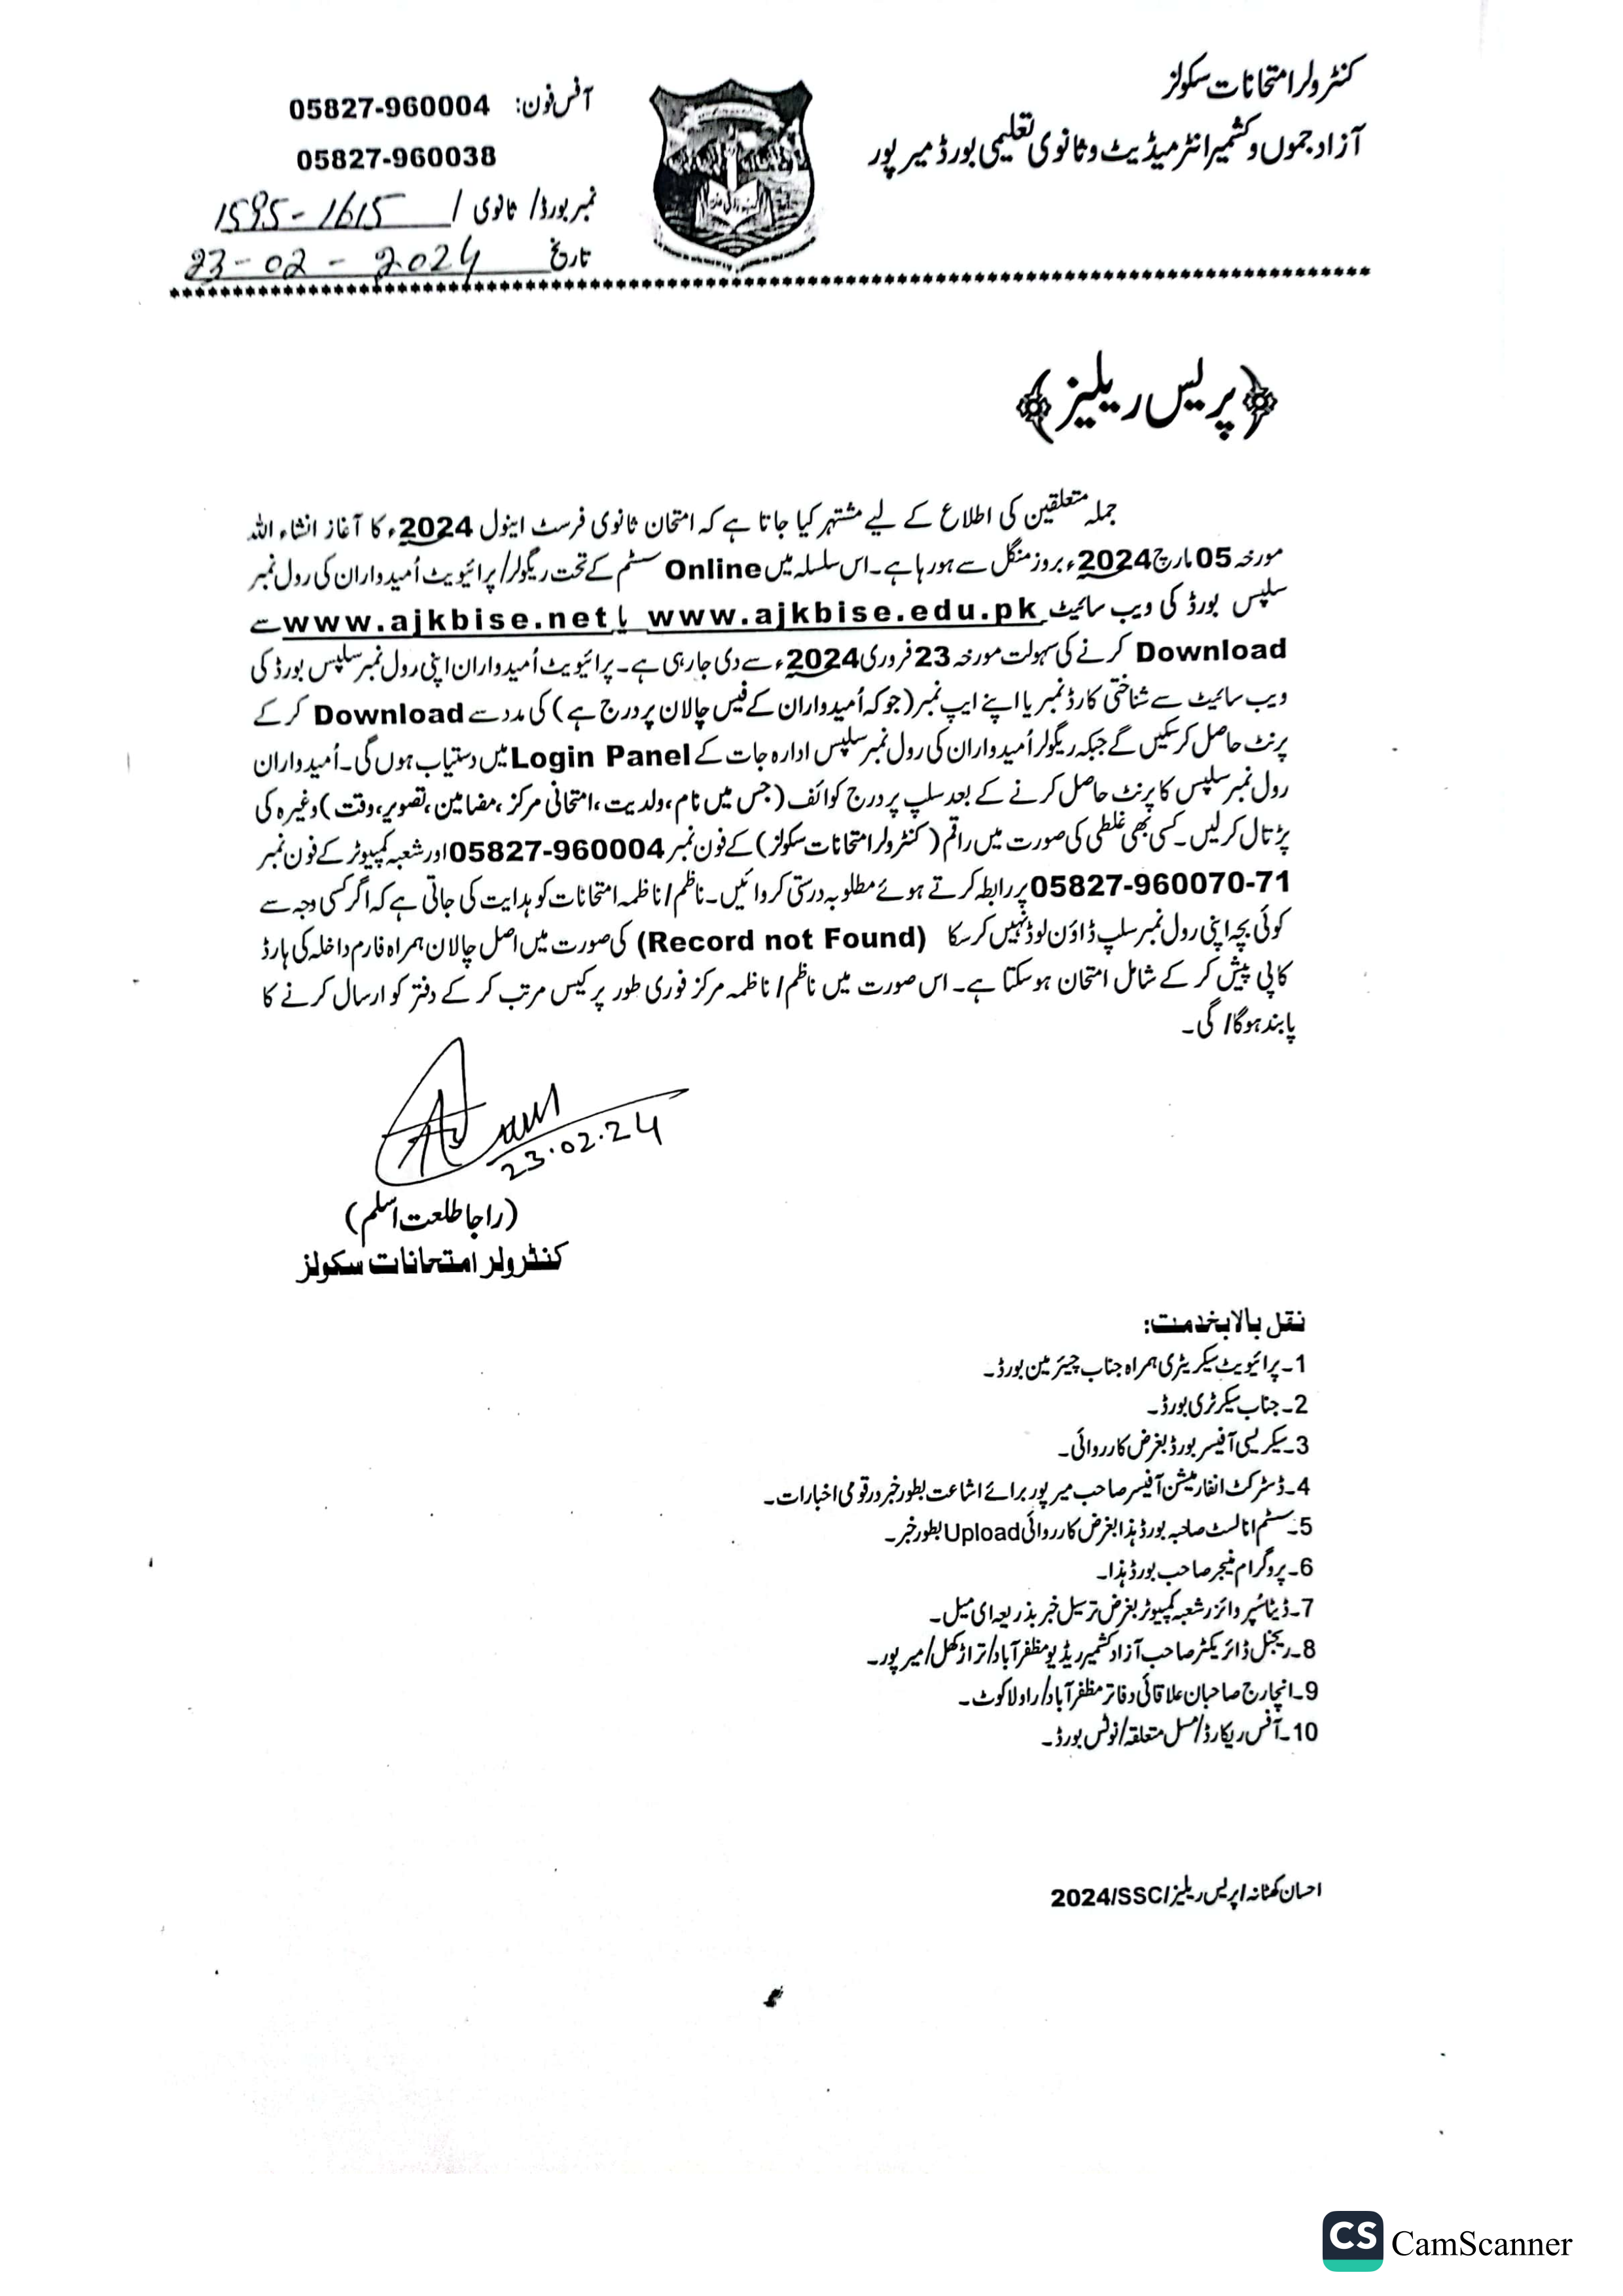 کنٹرولر امتحانات سکولز
آزاد جموں و کشمیر انٹرمیڈیٹ و ثانوی تعلیمی بورڈ میرپور
آفس فون: 05827-960004
05827-960038
نمبر بورڈ/ ثانوی / 1595-1615
تاریخ 23-02-2024
﴿پریس ریلیز﴾
جملہ متعلقین کی اطلاع کے لیے مشتہر کیا جاتا ہے کہ امتحان ثانوی فرسٹ اینول 2024ء کا آغاز انشاء اللہ
مورخہ 05 مارچ 2024ء بروز منگل سے ہو رہا ہے۔ اس سلسلہ میں Online سسٹم کے تحت ریگولر/ پرائیویٹ اُمیدواران کی رول نمبر
سلپس بورڈ کی ویب سائیٹ www.ajkbise.edu.pk یا www.ajkbise.net سے
Download کرنے کی سہولت مورخہ 23 فروری 2024ء سے دی جا رہی ہے۔ پرائیویٹ اُمیدواران اپنی رول نمبر سلپس بورڈ کی
ویب سائیٹ سے شناختی کارڈ نمبر یا اپنے ایپ نمبر (جو کہ اُمیدواران کے فیس چالان پر درج ہے) کی مدد سے Download کر کے
پرنٹ حاصل کر سکیں گے جبکہ ریگولر اُمیدواران کی رول نمبر سلپس ادارہ جات کے Login Panel میں دستیاب ہوں گی۔ اُمیدواران
رول نمبر سلپس کا پرنٹ حاصل کرنے کے بعد سلپ پر درج کوائف (جس میں نام، ولدیت، امتحانی مرکز، مضامین، تصویر، وقت) وغیرہ کی
پڑتال کر لیں۔ کسی بھی غلطی کی صورت میں راقم (کنٹرولر امتحانات سکولز) کے فون نمبر 05827-960004 اور شعبہ کمپیوٹر کے فون نمبر
05827-960070-71 پر رابطہ کرتے ہوئے مطلوبہ درستی کروائیں۔ ناظم/ ناظمہ امتحانات کو ہدایت کی جاتی ہے کہ اگر کسی وجہ سے
کوئی بچہ اپنی رول نمبر سلپ ڈاؤن لوڈ نہیں کر سکا (Record not Found) کی صورت میں اصل چالان ہمراہ فارم داخلہ کی ہارڈ
کاپی پیش کر کے شامل امتحان ہو سکتا ہے۔ اس صورت میں ناظم/ ناظمہ مرکز فوری طور پر کیس مرتب کر کے دفتر کو ارسال کرنے کا
پابند ہوگا/ گی۔
23.02.24
(راجا طلعت اسلم)
کنٹرولر امتحانات سکولز
نقل بالا بخدمت:
1۔ پرائیویٹ سیکریٹری ہمراہ جناب چیئرمین بورڈ۔
2۔ جناب سیکرٹری بورڈ۔
3۔ سیکریسی آفیسر بورڈ بغرض کارروائی۔
4۔ ڈسٹرکٹ انفارمیشن آفیسر صاحب میرپور برائے اشاعت بطور خبر در قومی اخبارات۔
5۔ سسٹم انالسٹ صاحبہ بورڈ ہذا بغرض کارروائی Upload بطور خبر۔
6۔ پروگرام منیجر صاحب بورڈ ہذا۔
7۔ ڈیٹا سپروائزر شعبہ کمپیوٹر بغرض ترسیل خبر بذریعہ ای میل۔
8۔ ریجنل ڈائریکٹر صاحب آزاد کشمیر ریڈیو مظفرآباد/ تراڑکھل/ میرپور۔
9۔ انچارج صاحبان علاقائی دفاتر مظفرآباد/ راولاکوٹ۔
10۔ آفس ریکارڈ/ مسل متعلقہ/ نوٹس بورڈ۔
احسان کھٹانہ/ پریس ریلیز/ 2024/SSC
CS CamScanner